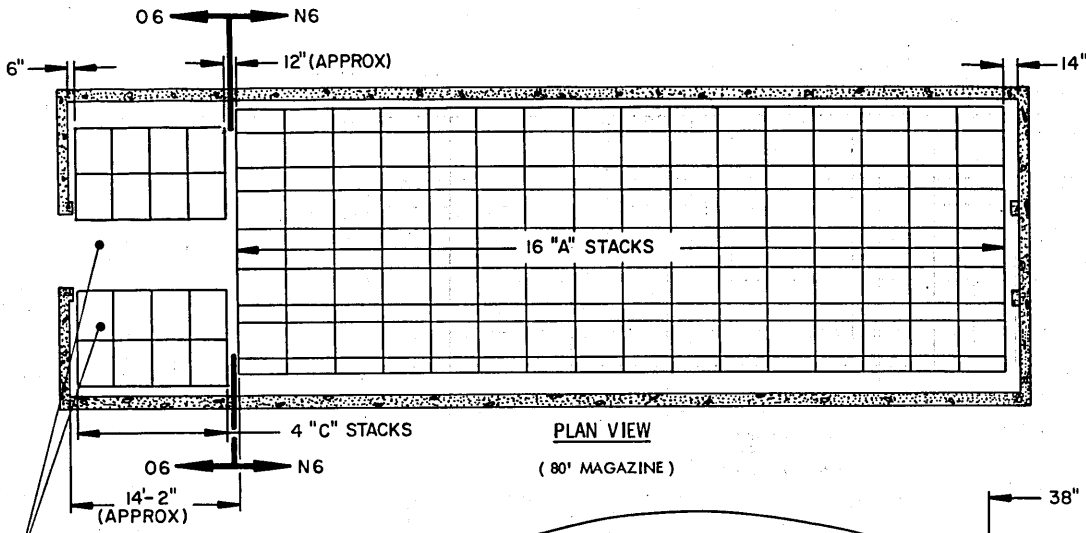 O6 N6
6" 12"(APPROX) 14"
16 "A" STACKS
4 "C" STACKS
PLAN VIEW
(80' MAGAZINE)
O6 N6
14'-2"
(APPROX)
38"